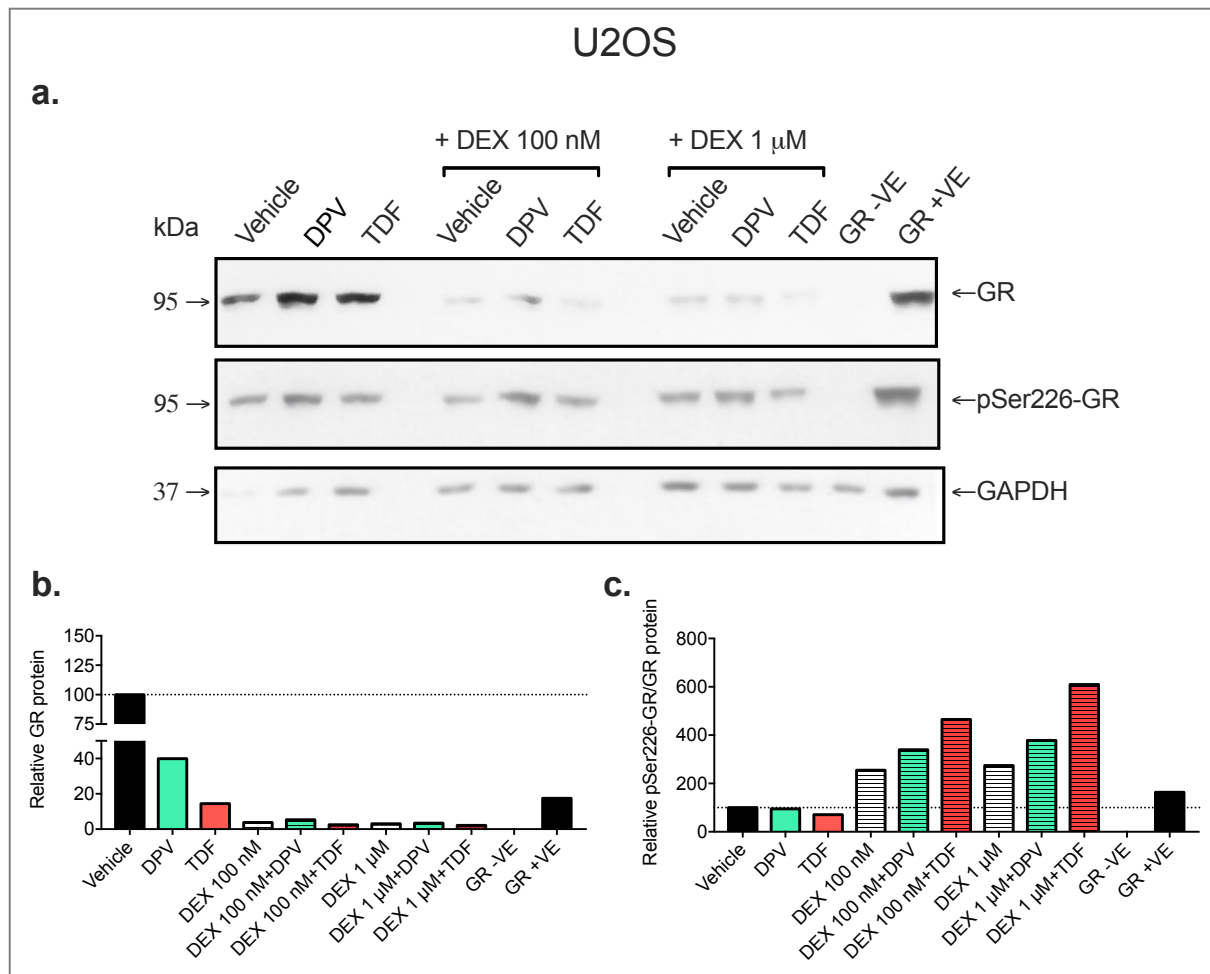 U2OS
a.
+ DEX 100 nM
+ DEX 1 μM
kDa
Vehicle
DPV
TDF
Vehicle
DPV
TDF
Vehicle
DPV
TDF
GR -VE
GR +VE
95 →
←GR
95 →
←pSer226-GR
37 →
←GAPDH
b.
Relative GR protein
150
125
100
75
40
20
0
Vehicle
DPV
TDF
DEX 100 nM
DEX 100 nM+DPV
DEX 100 nM+TDF
DEX 1 μM
DEX 1 μM+DPV
DEX 1 μM+TDF
GR -VE
GR +VE
c.
Relative pSer226-GR/GR protein
800
600
400
200
0
Vehicle
DPV
TDF
DEX 100 nM
DEX 100 nM+DPV
DEX 100 nM+TDF
DEX 1 μM
DEX 1 μM+DPV
DEX 1 μM+TDF
GR -VE
GR +VE